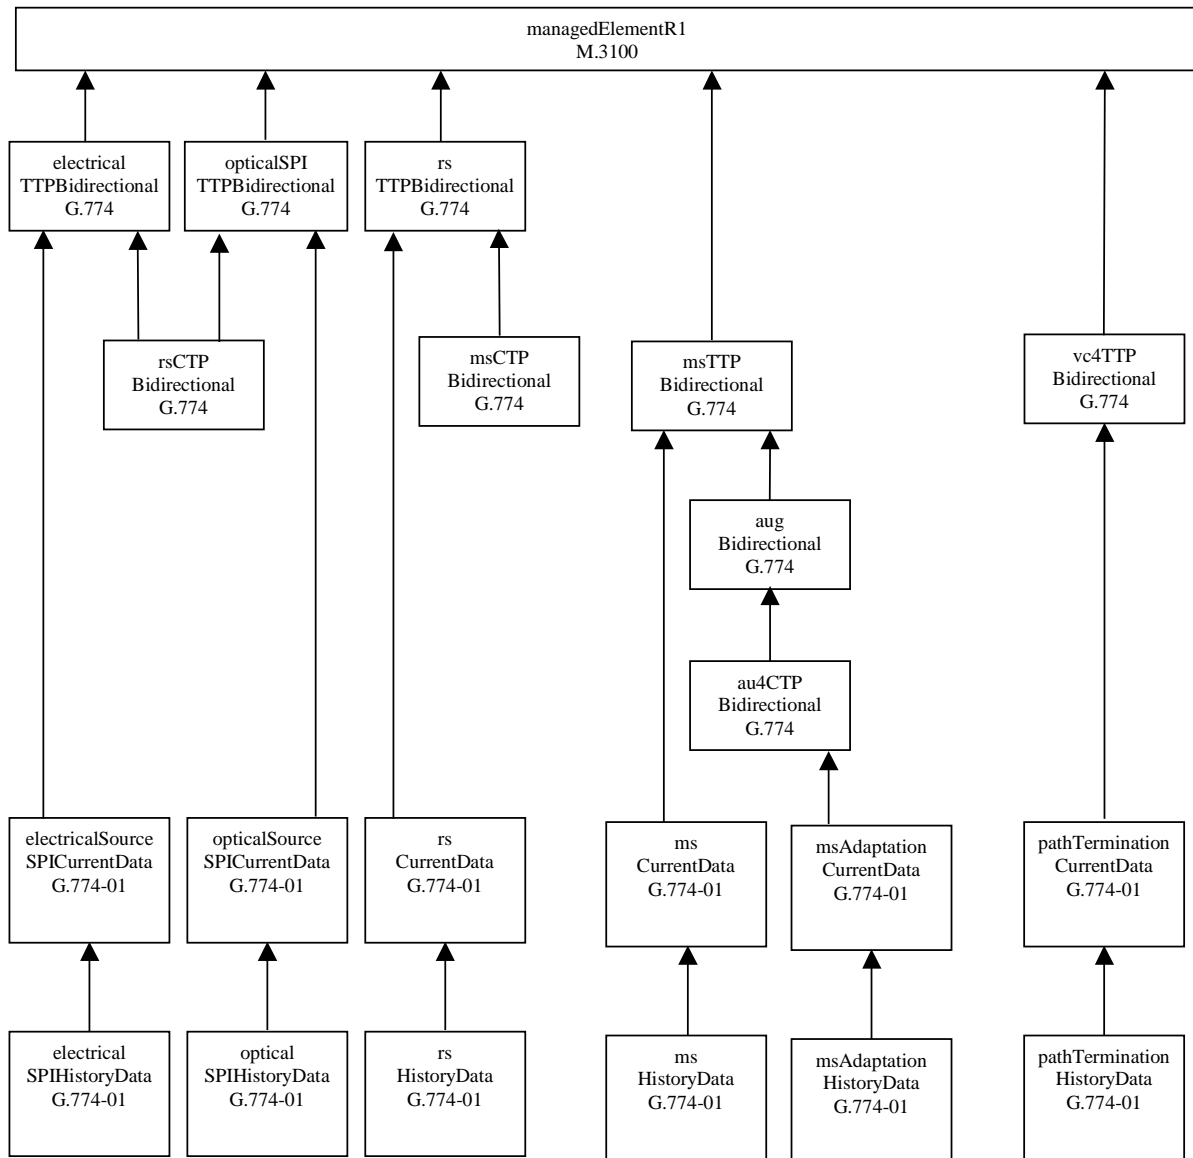 managedElementR1
M.3100
electrical
TTPBidirectional
G.774
opticalSPI
TTPBidirectional
G.774
rs
TTPBidirectional
G.774
rsCTP
Bidirectional
G.774
msCTP
Bidirectional
G.774
msTTP
Bidirectional
G.774
vc4TTP
Bidirectional
G.774
aug
Bidirectional
G.774
au4CTP
Bidirectional
G.774
electricalSource
SPICurrentData
G.774-01
opticalSource
SPICurrentData
G.774-01
rs
CurrentData
G.774-01
ms
CurrentData
G.774-01
msAdaptation
CurrentData
G.774-01
pathTermination
CurrentData
G.774-01
electrical
SPIHistoryData
G.774-01
optical
SPIHistoryData
G.774-01
rs
HistoryData
G.774-01
ms
HistoryData
G.774-01
msAdaptation
HistoryData
G.774-01
pathTermination
HistoryData
G.774-01